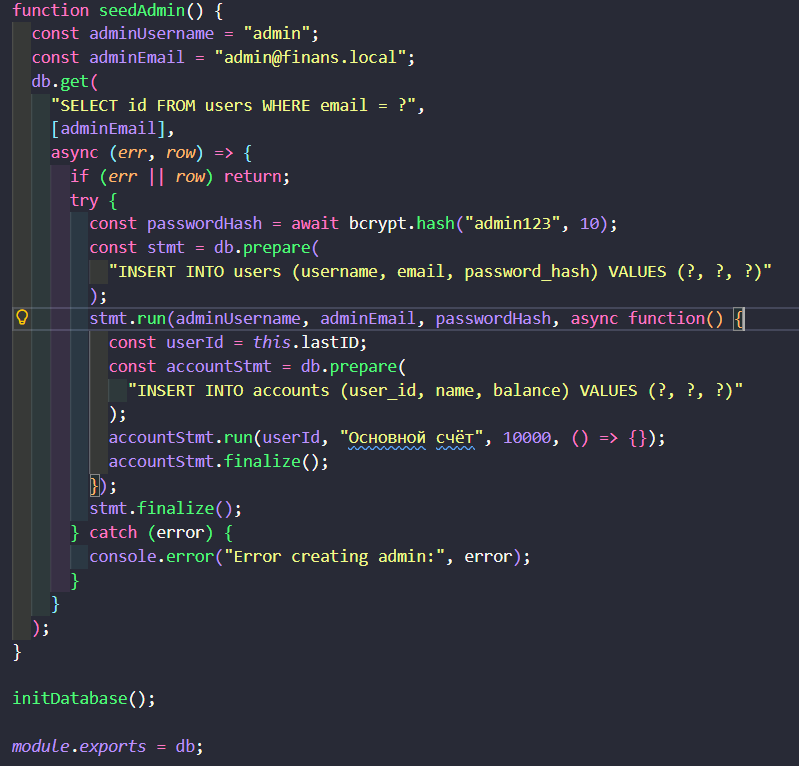 function seedAdmin() {
  const adminUsername = "admin";
  const adminEmail = "admin@finans.local";
  db.get(
    "SELECT id FROM users WHERE email = ?",
    [adminEmail],
    async (err, row) => {
      if (err || row) return;
      try {
        const passwordHash = await bcrypt.hash("admin123", 10);
        const stmt = db.prepare(
          "INSERT INTO users (username, email, password_hash) VALUES (?, ?, ?)"
        );
        stmt.run(adminUsername, adminEmail, passwordHash, async function() {
          const userId = this.lastID;
          const accountStmt = db.prepare(
            "INSERT INTO accounts (user_id, name, balance) VALUES (?, ?, ?)"
          );
          accountStmt.run(userId, "Основной счёт", 10000, () => {});
          accountStmt.finalize();
        });
        stmt.finalize();
      } catch (error) {
        console.error("Error creating admin:", error);
      }
    }
  );
}

initDatabase();

module.exports = db;